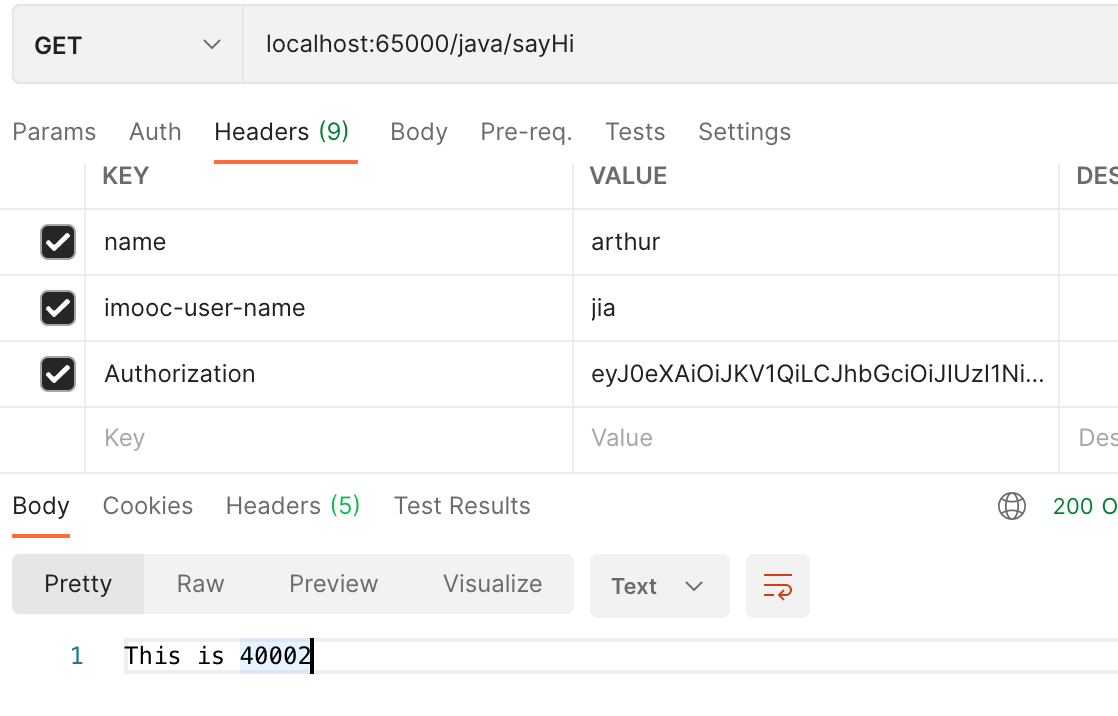 GET localhost:65000/java/sayHi
Params Auth Headers (9) Body Pre-req. Tests Settings
KEY VALUE DES
name arthur
imooc-user-name jia
Authorization eyJ0eXAiOiJKV1QiLCJhbGciOiJIUzI1Ni...
Key Value Des
Body Cookies Headers (5) Test Results 200 O
Pretty Raw Preview Visualize Text
1 This is 40002